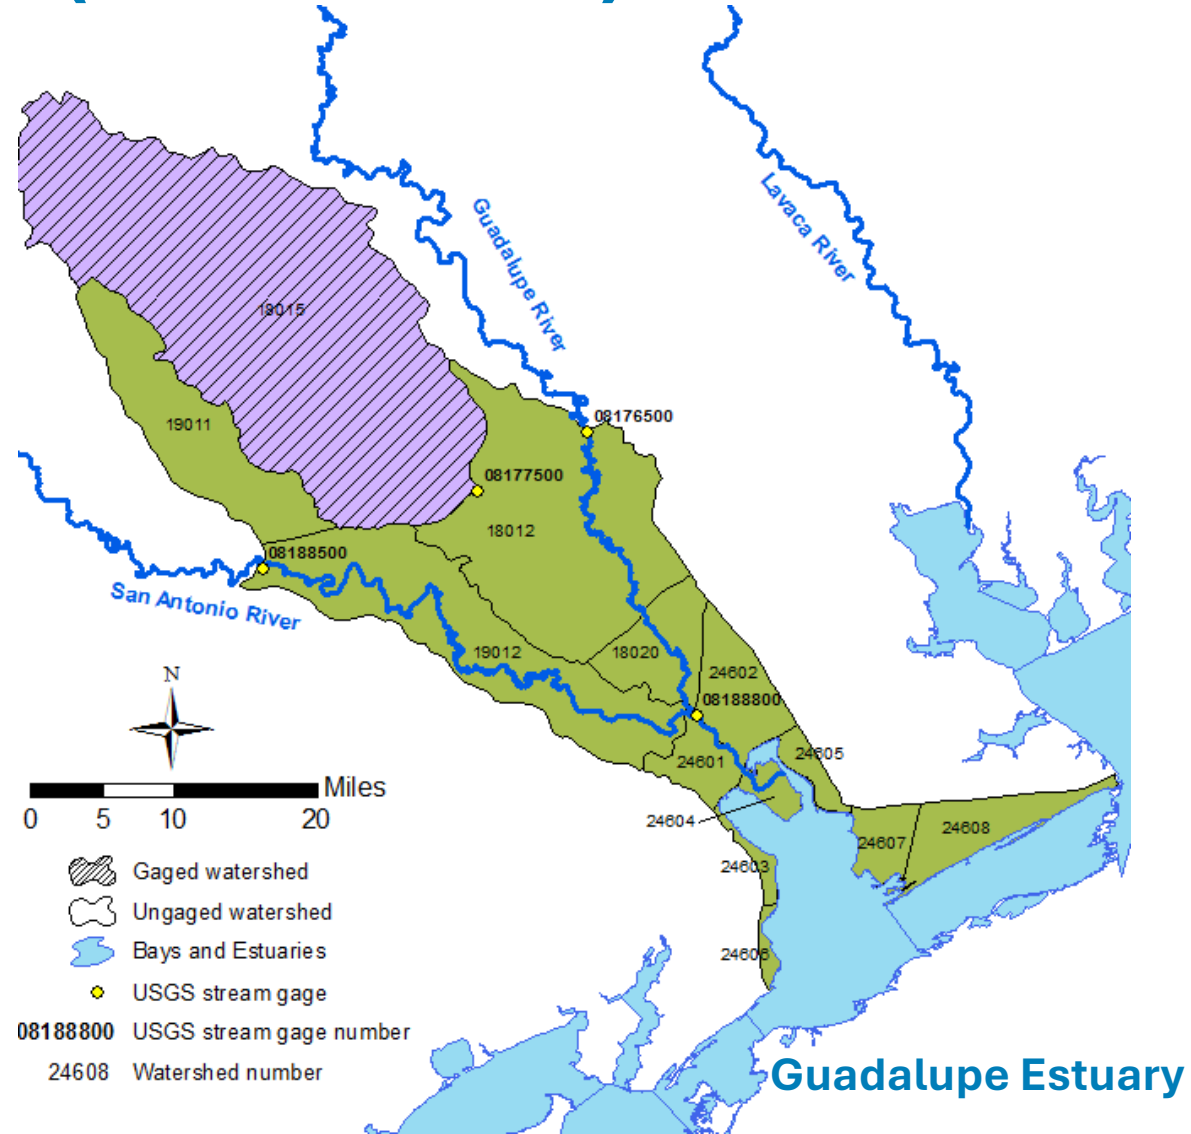 Guadalupe River
Lavaca River
18015
19011
08176500
08177500
18012
08188500
San Antonio River
19012
18020
24602
08188800
24601
24605
24604
24607
24608
24603
24606
N
Miles
0 5 10 20
Gaged watershed
Ungaged watershed
Bays and Estuaries
USGS stream gage
08188800 USGS stream gage number
24608 Watershed number
Guadalupe Estuary